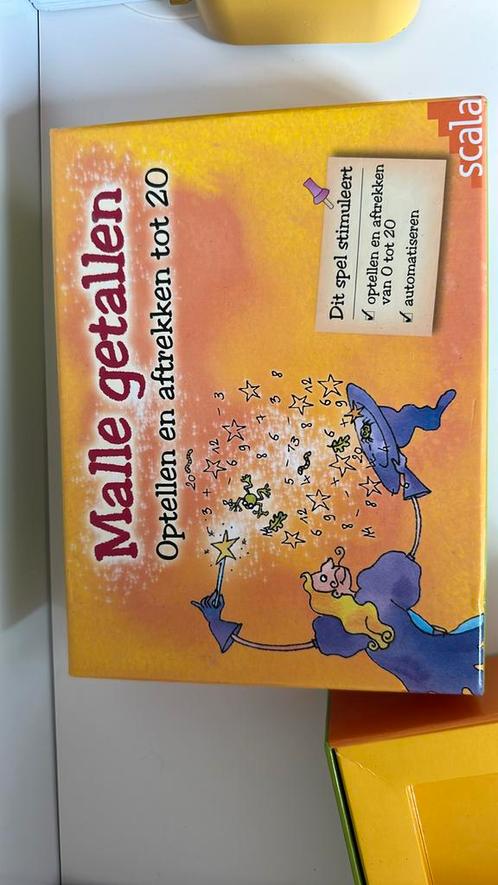 Malle getallen
Optellen en aftrekken tot 20
scala
Dit spel stimuleert
✓ optellen en aftrekken
van 0 tot 20
✓ automatiseren